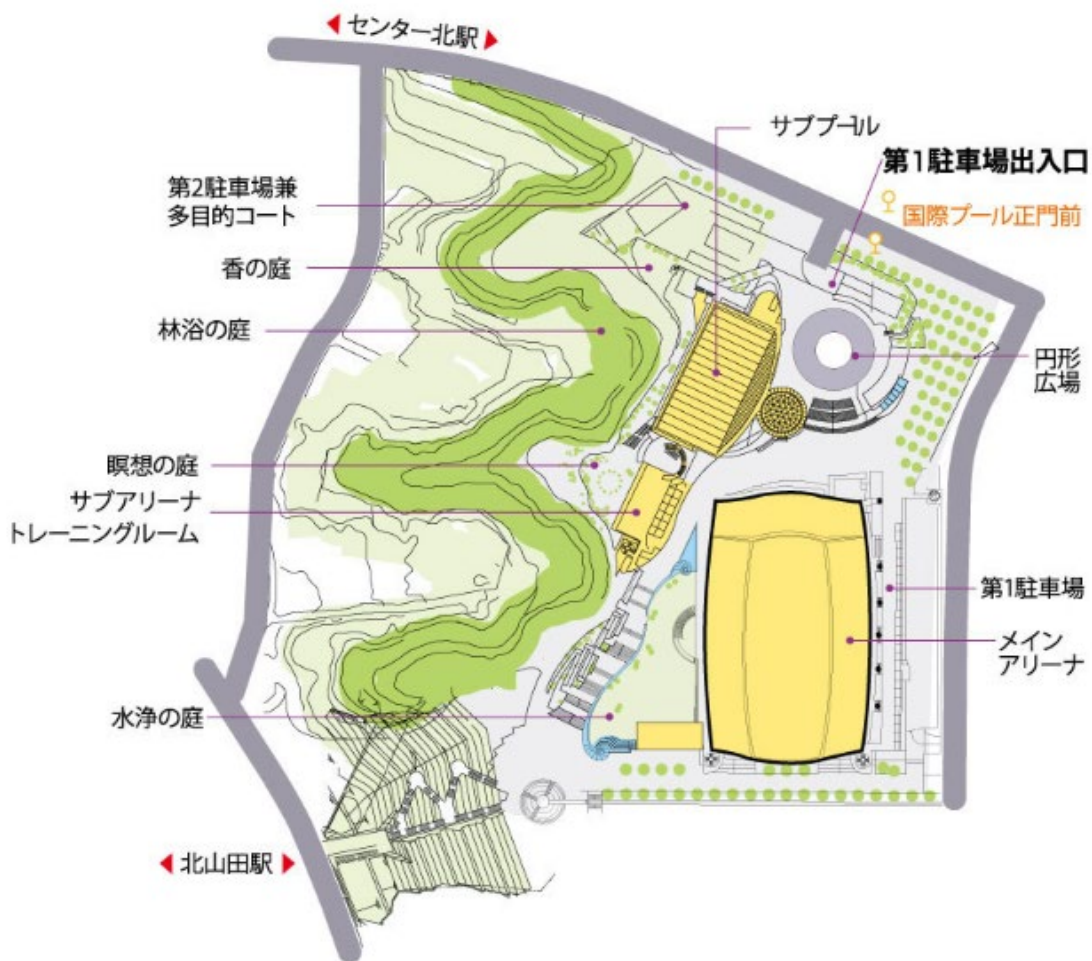 センター北駅
サブプール
第1駐車場出入口
国際プール正門前
第2駐車場兼
多目的コート
香の庭
林浴の庭
円形
広場
瞑想の庭
サブアリーナ
トレーニングルーム
第1駐車場
メイン
アリーナ
水浄の庭
北山田駅